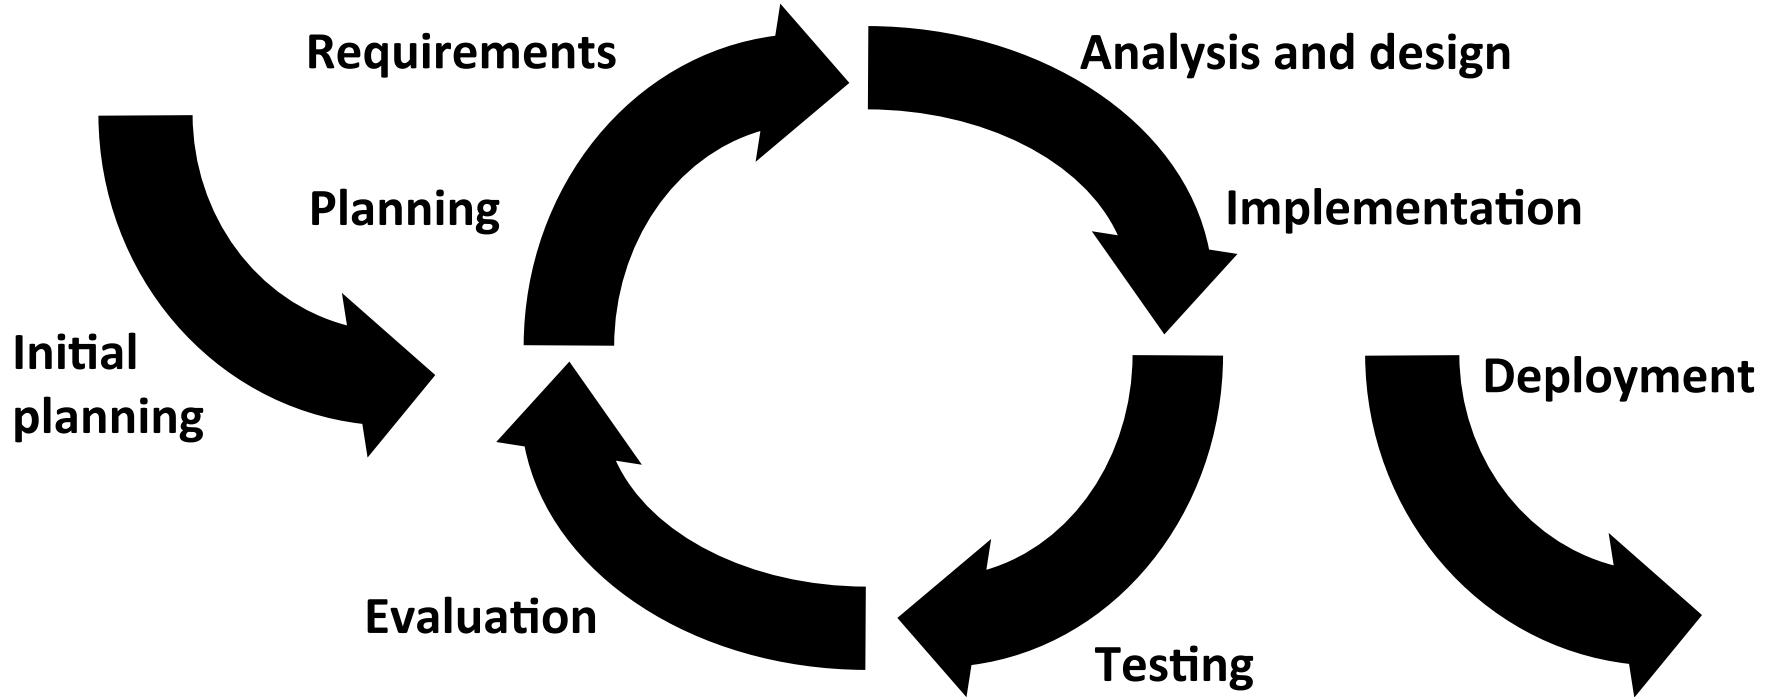 Requirements
Analysis and design
Planning
Implementation
Initial
planning
Deployment
Evaluation
Testing